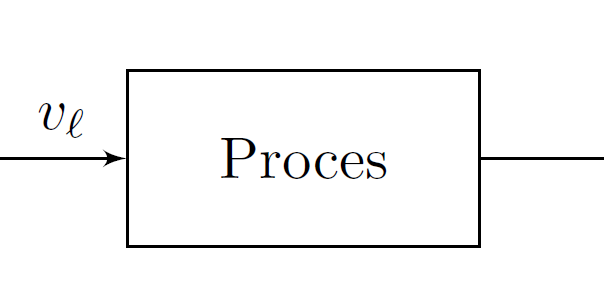 v_ℓ
Proces